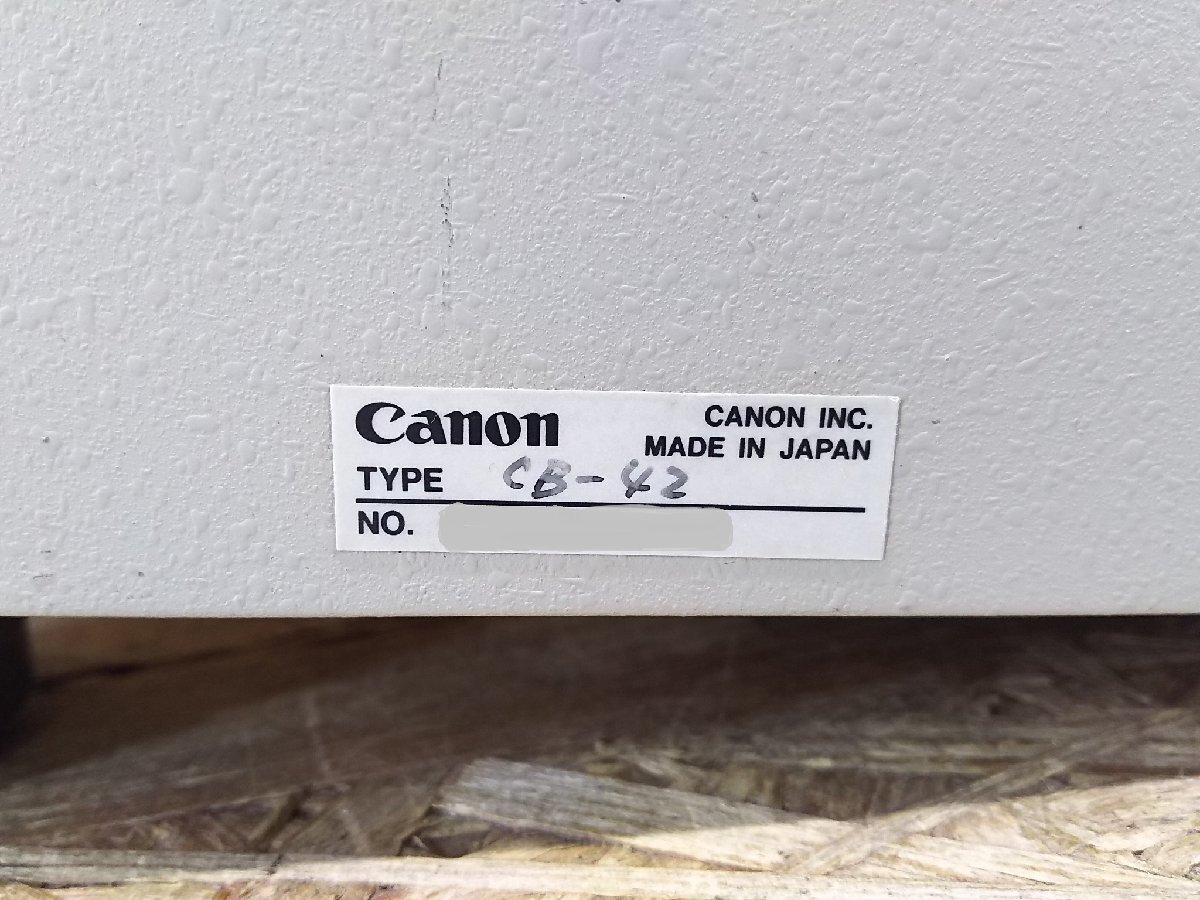 Canon
CANON INC.
MADE IN JAPAN
TYPE CB-42
NO.